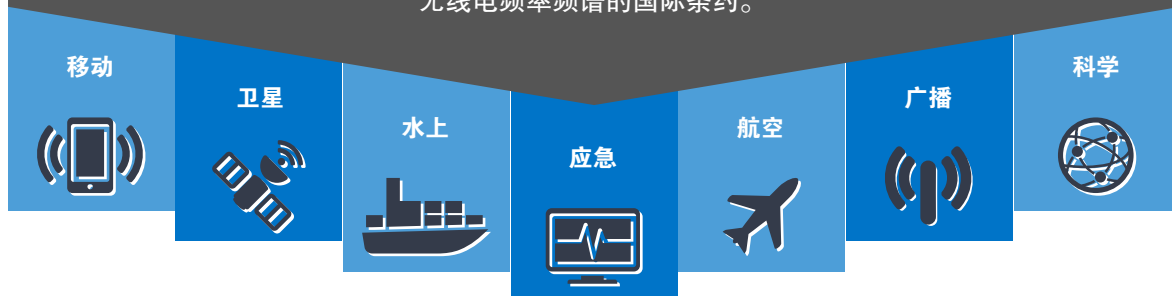 无线电频率频谱的国际条约。
移动
卫星
水上
应急
航空
广播
科学